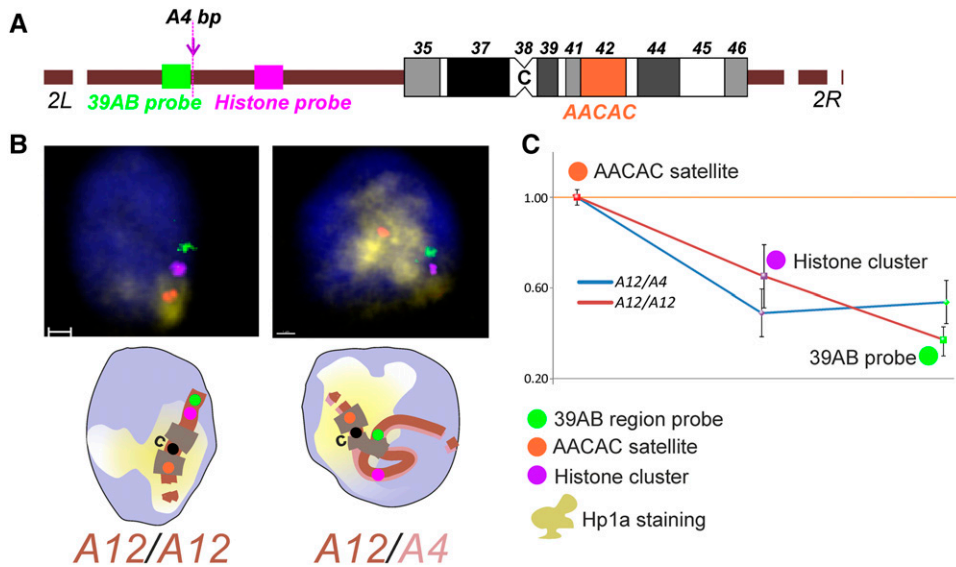 A
A4 bp
35 37 38 39 41 42 44 45 46
C
2L
39AB probe
Histone probe
AACAC
2R
B
C
C
A12/A12
C
A12/A4
AACAC satellite
1.00
Histone cluster
A12/A4
A12/A12
0.60
39AB probe
0.20
39AB region probe
AACAC satellite
Histone cluster
Hp1a staining